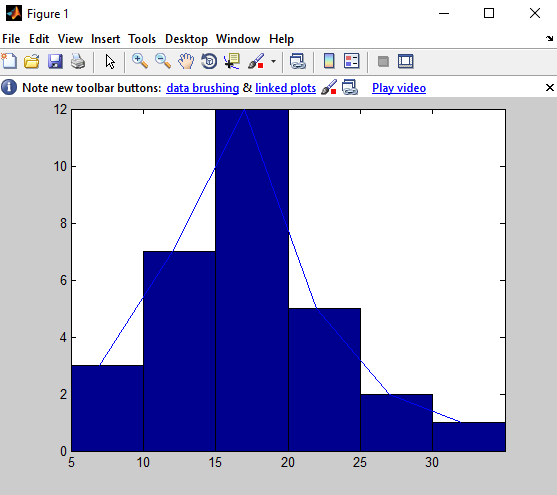 Figure 1
File Edit View Insert Tools Desktop Window Help
Note new toolbar buttons: data brushing & linked plots Play video
12
10
8
6
4
2
0
5 10 15 20 25 30